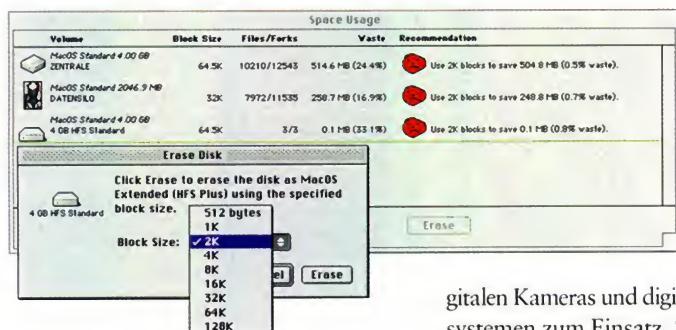 Space Usage
Volume Block Size Files/Forks Waste Recommendation
MacOS Standard 4.00 GB
ZENTRALE 64.5K 10210/12543 514.6 MB (24.4%) Use 2K blocks to save 504.8 MB (0.5% waste).
MacOS Standard 2046.9 MB
DATENSILO 32K 7972/11535 258.7 MB (16.9%) Use 2K blocks to save 248.8 MB (0.7% waste).
MacOS Standard 4.00 GB
4 GB HFS Standard 64.5K 3/3 0.1 MB (33.1%) Use 2K blocks to save 0.1 MB (0.8% waste).
Erase Disk
Click Erase to erase the disk as MacOS
Extended (HFS Plus) using the specified
block size.
4 GB HFS Standard
Block Size:
512 bytes
1K
✓ 2K
4K
8K
16K
32K
64K
128K
el
Erase
Erase
gitalen Kameras und digi
systemen zum Einsatz.